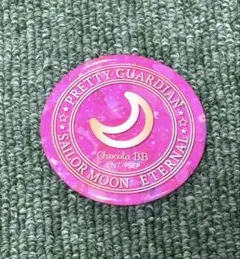 PRETTY GUARDIAN
Chocola BB
SAILOR MOON ETERNAL